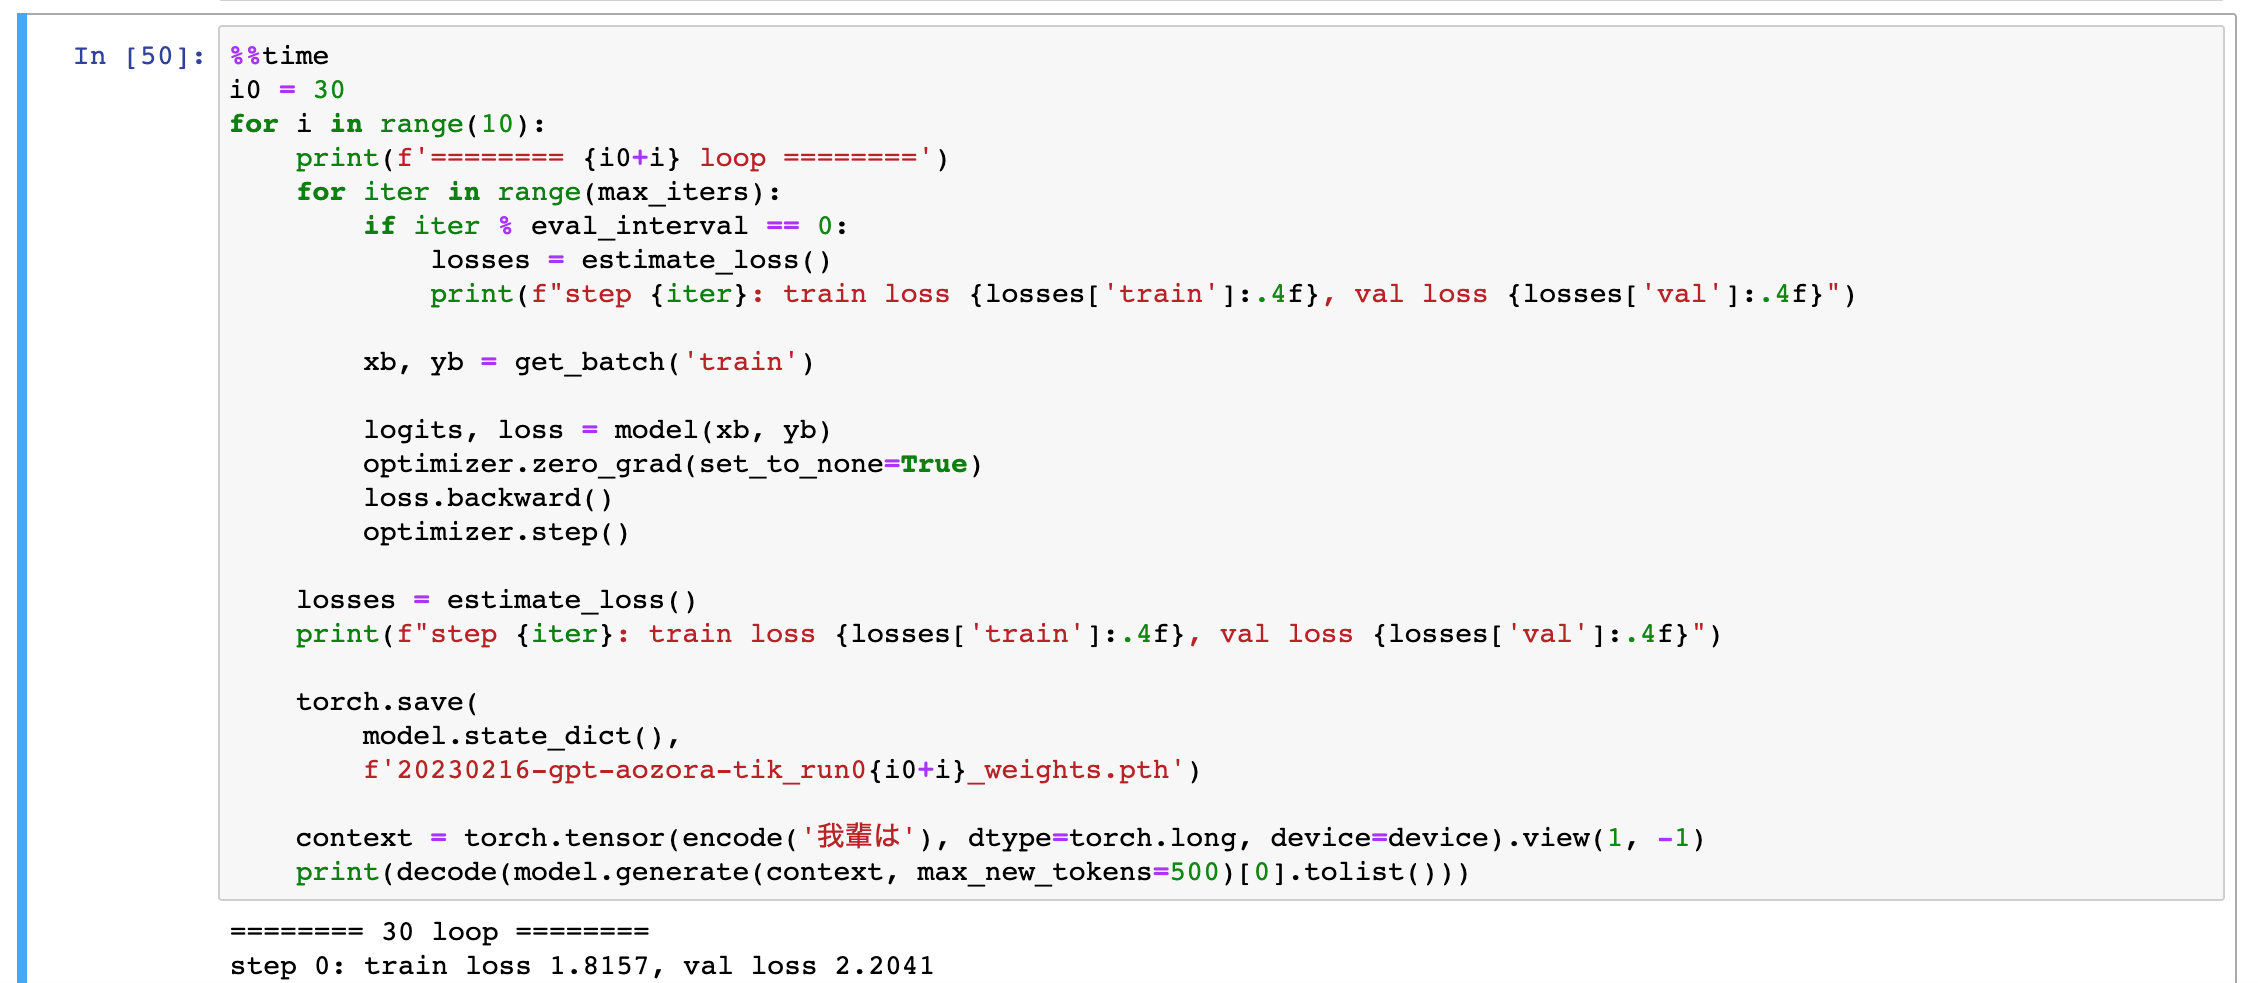 In [50]: %%time
i0 = 30
for i in range(10):
    print(f'======== {i0+i} loop ========')
    for iter in range(max_iters):
        if iter % eval_interval == 0:
            losses = estimate_loss()
            print(f"step {iter}: train loss {losses['train']:.4f}, val loss {losses['val']:.4f}")

        xb, yb = get_batch('train')

        logits, loss = model(xb, yb)
        optimizer.zero_grad(set_to_none=True)
        loss.backward()
        optimizer.step()

    losses = estimate_loss()
    print(f"step {iter}: train loss {losses['train']:.4f}, val loss {losses['val']:.4f}")

    torch.save(
        model.state_dict(),
        f'20230216-gpt-aozora-tik_run0{i0+i}_weights.pth')

    context = torch.tensor(encode('我輩は'), dtype=torch.long, device=device).view(1, -1)
    print(decode(model.generate(context, max_new_tokens=500)[0].tolist()))
======== 30 loop ========
step 0: train loss 1.8157, val loss 2.2041